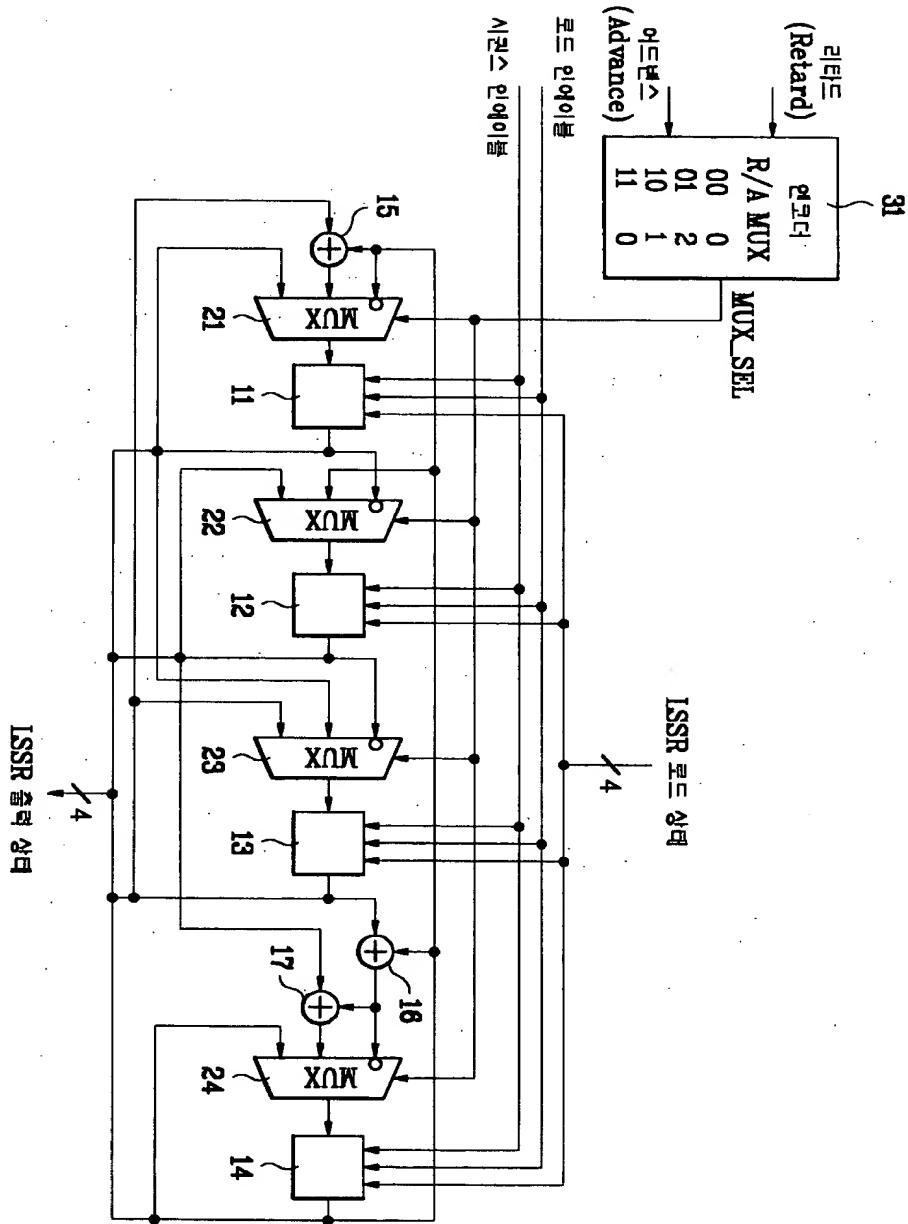 리타드
(Retard)
어드밴스
(Advance)
로드 인에이블
시퀀스 인에이블
엔코더
R/A MUX
00 0
01 2
10 1
11 0
31
MUX_SEL
15
MUX
21
11
MUX
22
12
MUX
23
13
16
17
MUX
24
14
LSSR 로드 상태
4
LSSR 출력 상태
4